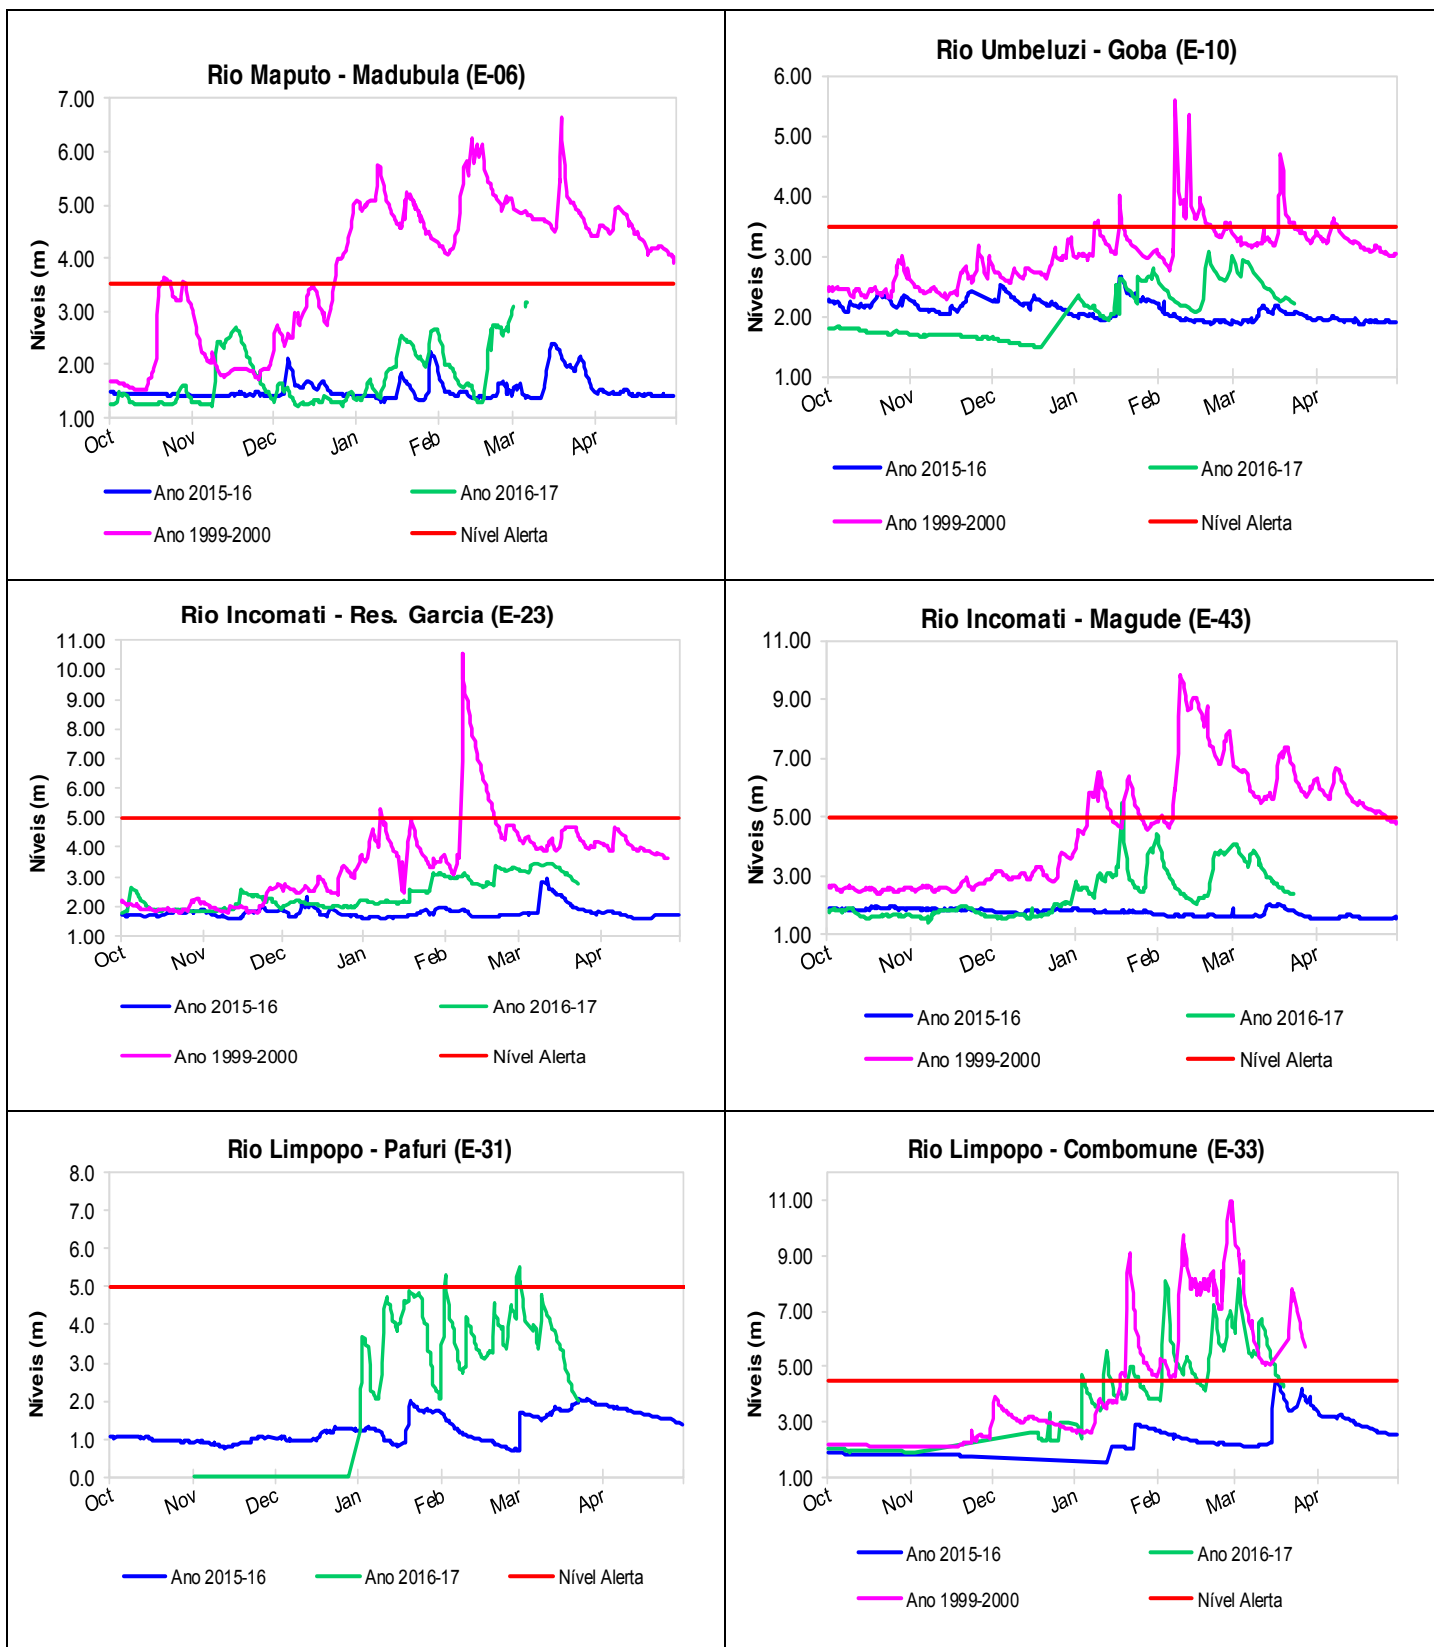 Rio Maputo - Madubula (E-06)
Níveis (m)
7.00
6.00
5.00
4.00
3.00
2.00
1.00
Oct Nov Dec Jan Feb Mar Apr
Ano 2015-16 Ano 2016-17
Ano 1999-2000 Nível Alerta
Rio Umbeluzi - Goba (E-10)
Níveis (m)
6.00
5.00
4.00
3.00
2.00
1.00
Oct Nov Dec Jan Feb Mar Apr
Ano 2015-16 Ano 2016-17
Ano 1999-2000 Nível Alerta
Rio Incomati - Res. Garcia (E-23)
Níveis (m)
11.00
10.00
9.00
8.00
7.00
6.00
5.00
4.00
3.00
2.00
1.00
Oct Nov Dec Jan Feb Mar Apr
Ano 2015-16 Ano 2016-17
Ano 1999-2000 Nível Alerta
Rio Incomati - Magude (E-43)
Níveis (m)
11.00
9.00
7.00
5.00
3.00
1.00
Oct Nov Dec Jan Feb Mar Apr
Ano 2015-16 Ano 2016-17
Ano 1999-2000 Nível Alerta
Rio Limpopo - Pafuri (E-31)
Níveis (m)
8.0
7.0
6.0
5.0
4.0
3.0
2.0
1.0
0.0
Oct Nov Dec Jan Feb Mar Apr
Ano 2015-16 Ano 2016-17 Nível Alerta
Rio Limpopo - Combomune (E-33)
Níveis (m)
11.00
9.00
7.00
5.00
3.00
1.00
Oct Nov Dec Jan Feb Mar Apr
Ano 2015-16 Ano 2016-17
Ano 1999-2000 Nível Alerta